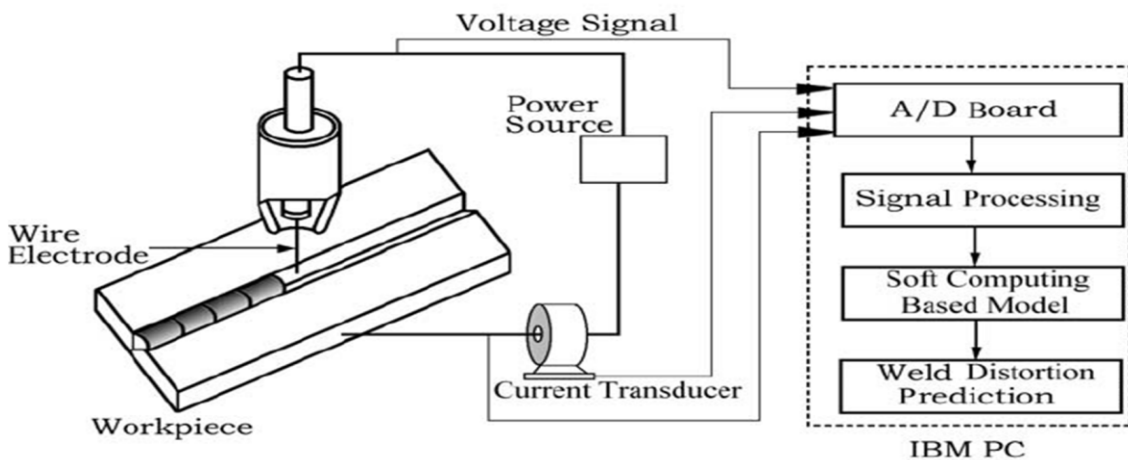 Voltage Signal
Power
Source
Wire
Electrode
Current Transducer
Workpiece
A/D Board
Signal Processing
Soft Computing
Based Model
Weld Distortion
Prediction
IBM PC